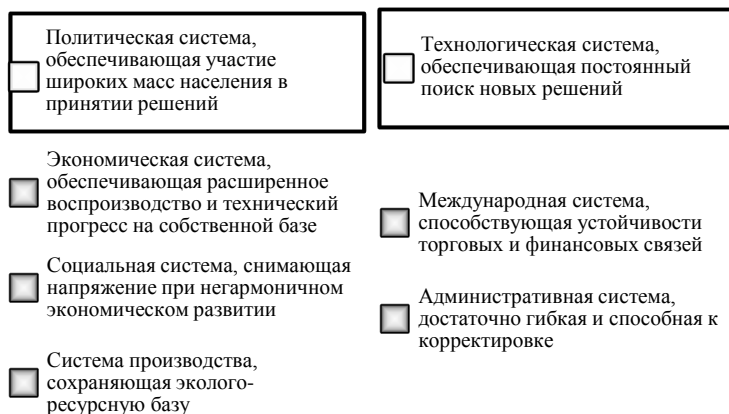 Политическая система,
обеспечивающая участие
широких масс населения в
принятии решений
Экономическая система,
обеспечивающая расширенное
воспроизводство и технический
прогресс на собственной базе
Социальная система, снимающая
напряжение при негармоничном
экономическом развитии
Система производства,
сохраняющая эколого-
ресурсную базу
Технологическая система,
обеспечивающая постоянный
поиск новых решений
Международная система,
способствующая устойчивости
торговых и финансовых связей
Административная система,
достаточно гибкая и способная к
корректировке